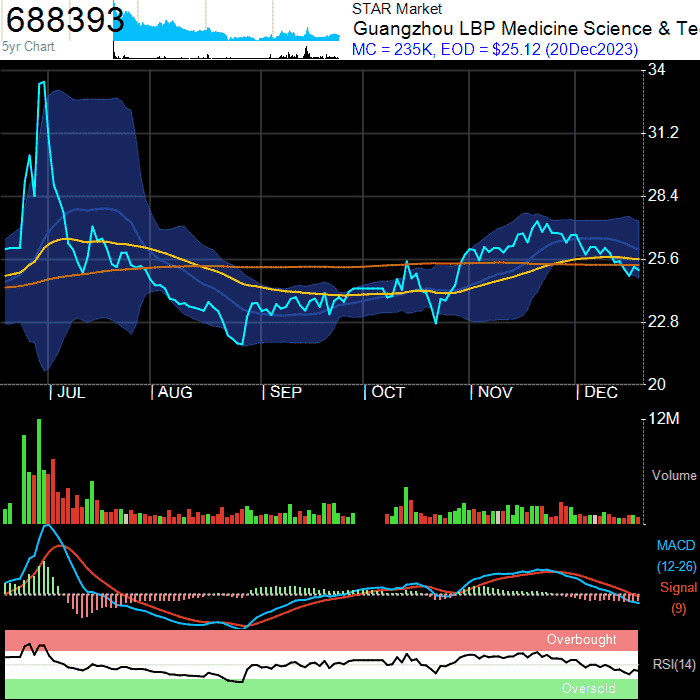 688393
STAR Market
Guangzhou LBP Medicine Science & Te
5yr Chart
MC = 235K, EOD = $25.12 (20Dec2023)
34
31.2
28.4
25.6
22.8
20
JUL
AUG
SEP
OCT
NOV
DEC
12M
Volume
MACD
(12-26)
Signal
(9)
Overbought
RSI(14)
Oversold